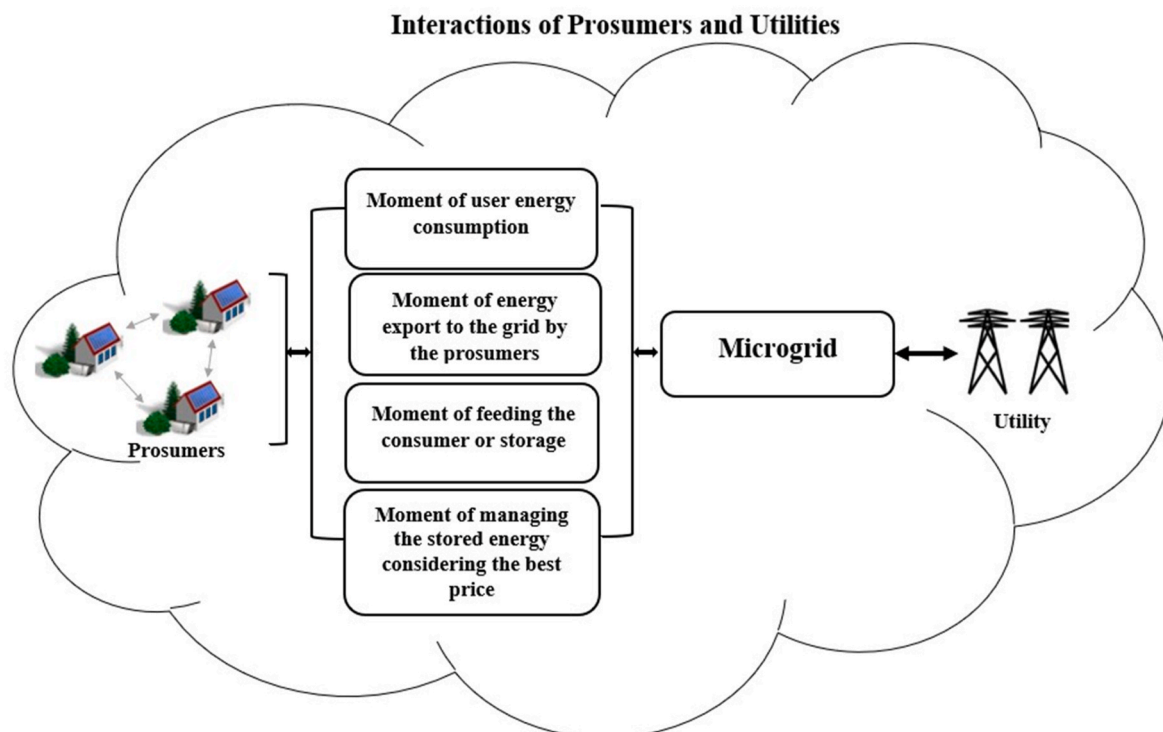 Interactions of Prosumers and Utilities
Moment of user energy
consumption
Moment of energy
export to the grid by
the prosumers
Moment of feeding the
consumer or storage
Moment of managing
the stored energy
considering the best
price
Prosumers
Microgrid
Utility